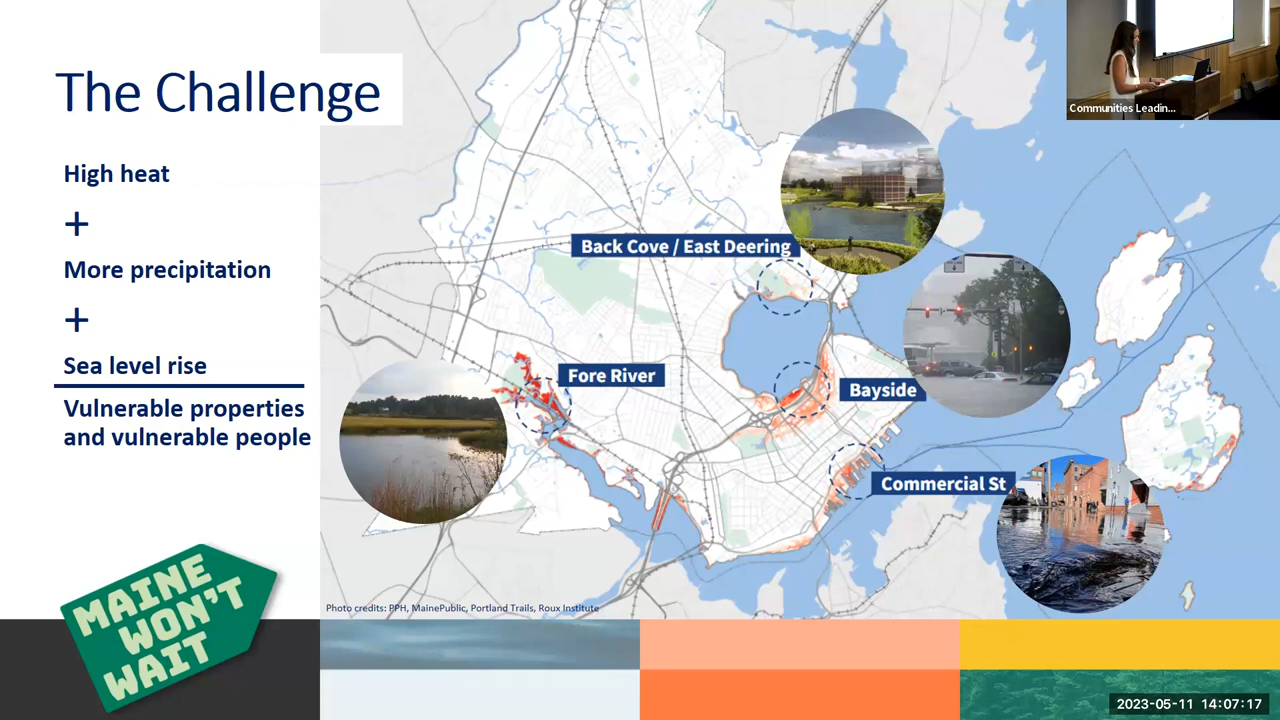 The Challenge
High heat
+
More precipitation
+
Sea level rise
Vulnerable properties
and vulnerable people
Back Cove / East Deering
Fore River
Bayside
Commercial St
Photo credits: PPH, MainePublic, Portland Trails, Roux Institute
MAINE
WON'T
WAIT
Communities Leadin...
2023-05-11 14:07:17